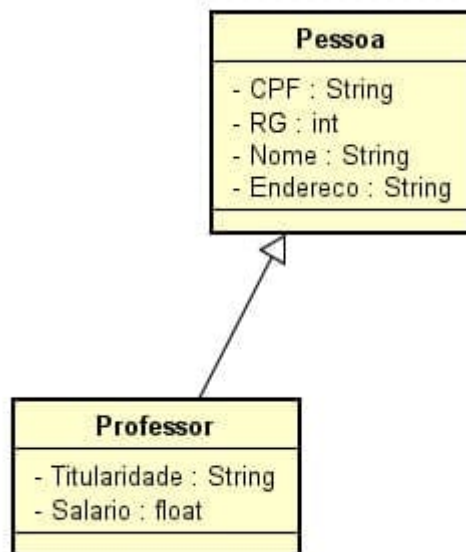 Pessoa
- CPF : String
- RG : int
- Nome : String
- Endereco : String
Professor
- Titularidade : String
- Salario : float